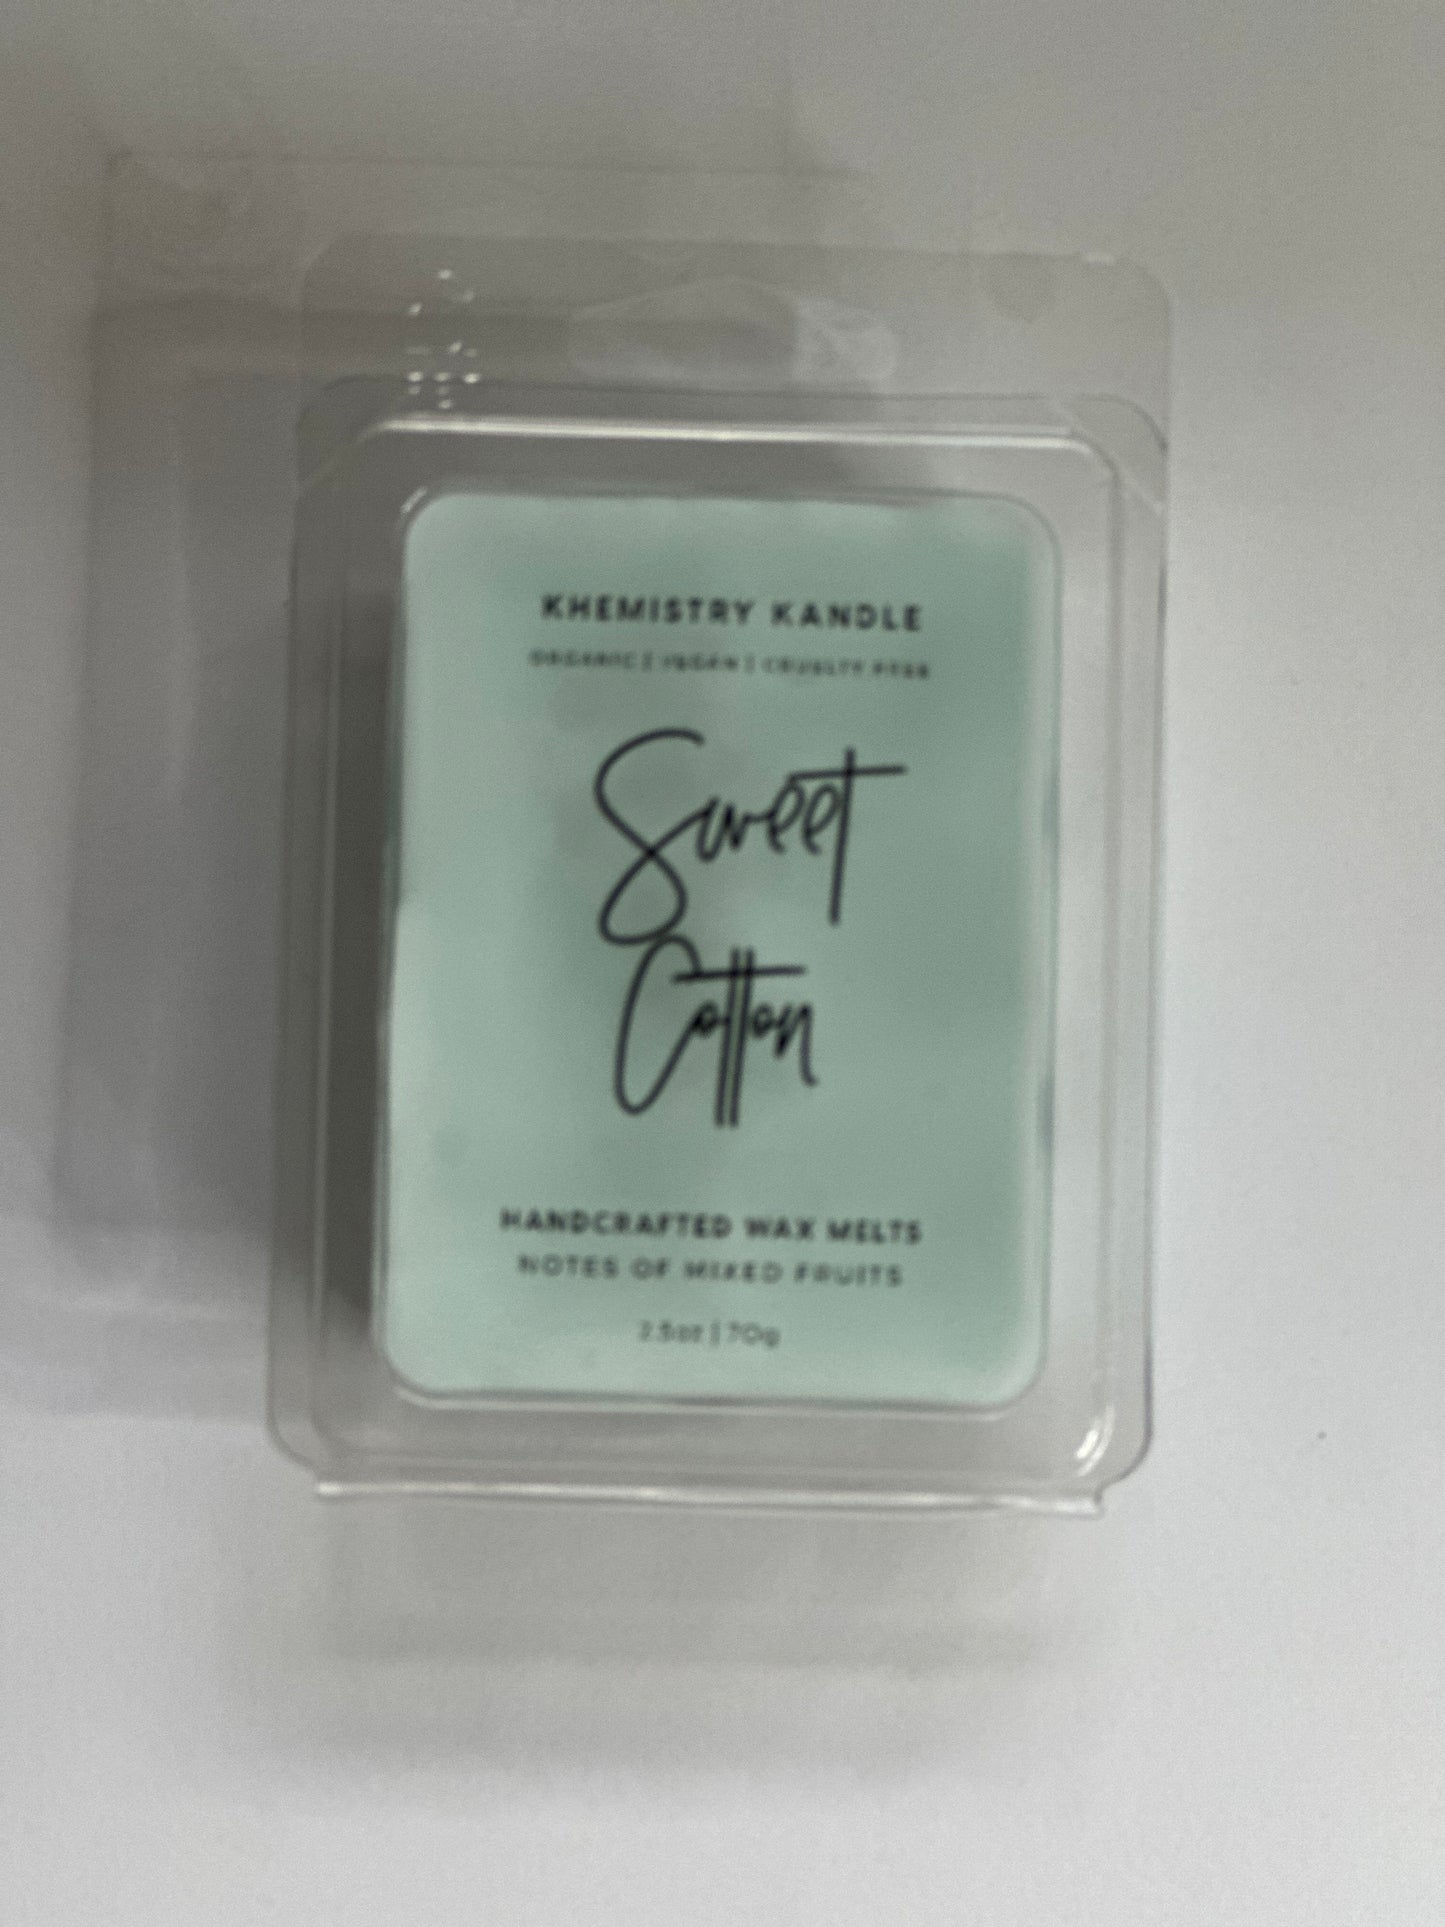 KHEMISTRY KANDLE
ORGANIC | VEGAN | CRUELTY FREE
Sweet
Cotton
HANDCRAFTED WAX MELTS
NOTES OF MIXED FRUITS
2.5oz | 70g